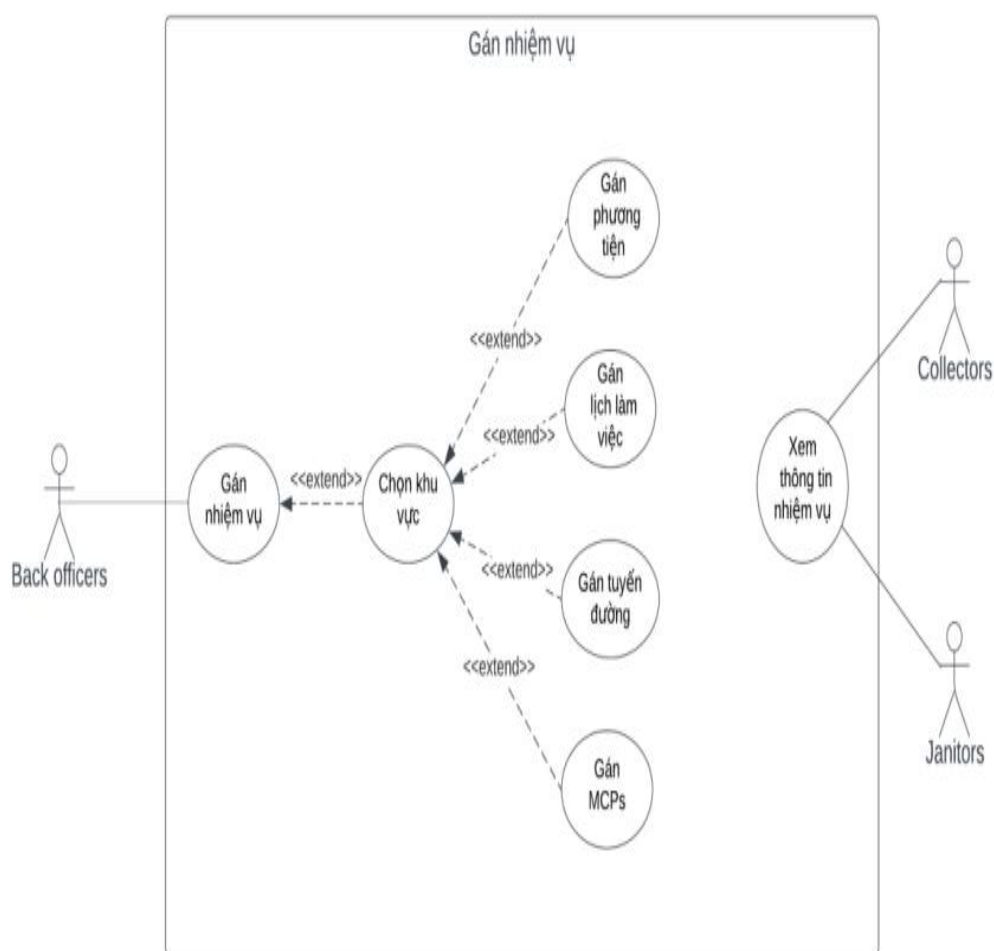 Gán nhiệm vụ
Gán
phương
tiện
<<extend>>
Collectors
Gán
lịch làm
việc
<<extend>>
Xem
thông tin
nhiệm vụ
<<extend>>
Chọn khu
vực
Gán
nhiệm vụ
Back officers
<<extend>>
Gán tuyến
đường
<<extend>>
Janitors
Gán
MCPs